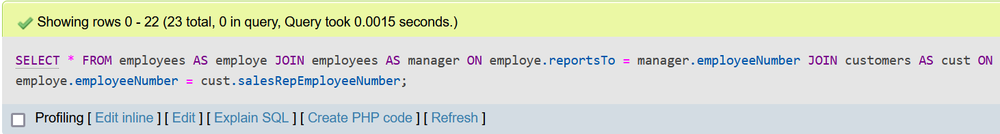 Showing rows 0 - 22 (23 total, 0 in query, Query took 0.0015 seconds.)
SELECT * FROM employees AS employe JOIN employees AS manager ON employe.reportsTo = manager.employeeNumber JOIN customers AS cust ON
employe.employeeNumber = cust.salesRepEmployeeNumber;
Profiling [ Edit inline ] [ Edit ] [ Explain SQL ] [ Create PHP code ] [ Refresh ]